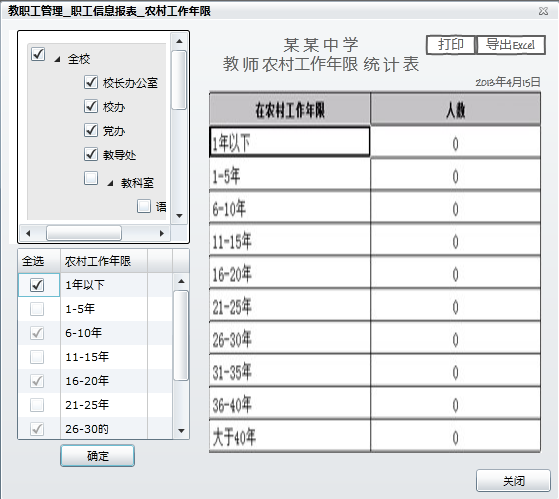 教职工管理_职工信息报表_农村工作年限
全校
校长办公室
校办
党办
教导处
教科室
语
全选 农村工作年限
1年以下
1-5年
6-10年
11-15年
16-20年
21-25年
26-30的
确定
某某中学
打印 导出Excel
教师农村工作年限统计表
2013年4月15日
在农村工作年限 人数
1年以下 0
1-5年 0
6-10年 0
11-15年 0
16-20年 0
21-25年 0
26-30年 0
31-35年 0
36-40年 0
大于40年 0
关闭